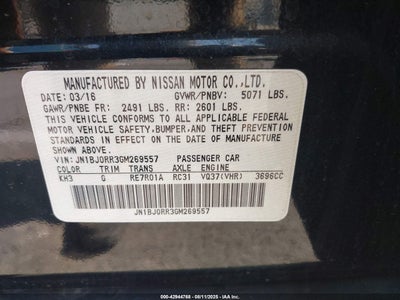 MANUFACTURED BY NISSAN MOTOR CO.,LTD.
DATE: 03/16 GVWR/PNBV: 5071 LBS.
GAWR/PNBE FR: 2491 LBS. RR: 2601 LBS.
THIS VEHICLE CONFORMS TO ALL APPLICABLE FEDERAL
MOTOR VEHICLE SAFETY,BUMPER,AND THEFT PREVENTION
STANDARDS IN EFFECT ON THE DATE OF MANUFACTURE
SHOWN ABOVE.
VIN: JN1BJ0RR3GM269557 PASSENGER CAR
COLOR TRIM TRANS AXLE ENGINE
KH3 G RE7R01A RC31 VQ37(VHR) 3696CC
JN1BJ0RR3GM269557
IAA: 0B-42944768 - 08/11/2025 - IAAI.COM